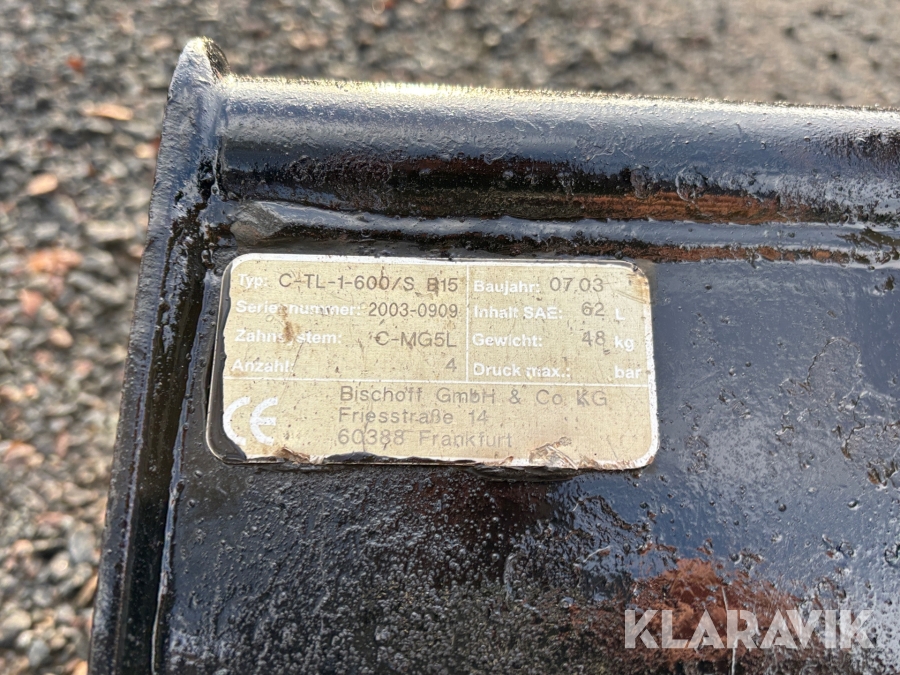 Typ: C-TL-1-600/S B15 Baujahr: 07.03
Seriennummer: 2003-0909 Inhalt SAE: 62 L
Zahnsystem: C-MG5L Gewicht: 48 kg
Anzahl: 4 Druck max.: bar
CE
Bischoff GmbH & Co. KG
Friesstraße 14
60388 Frankfurt
KLARAVIK